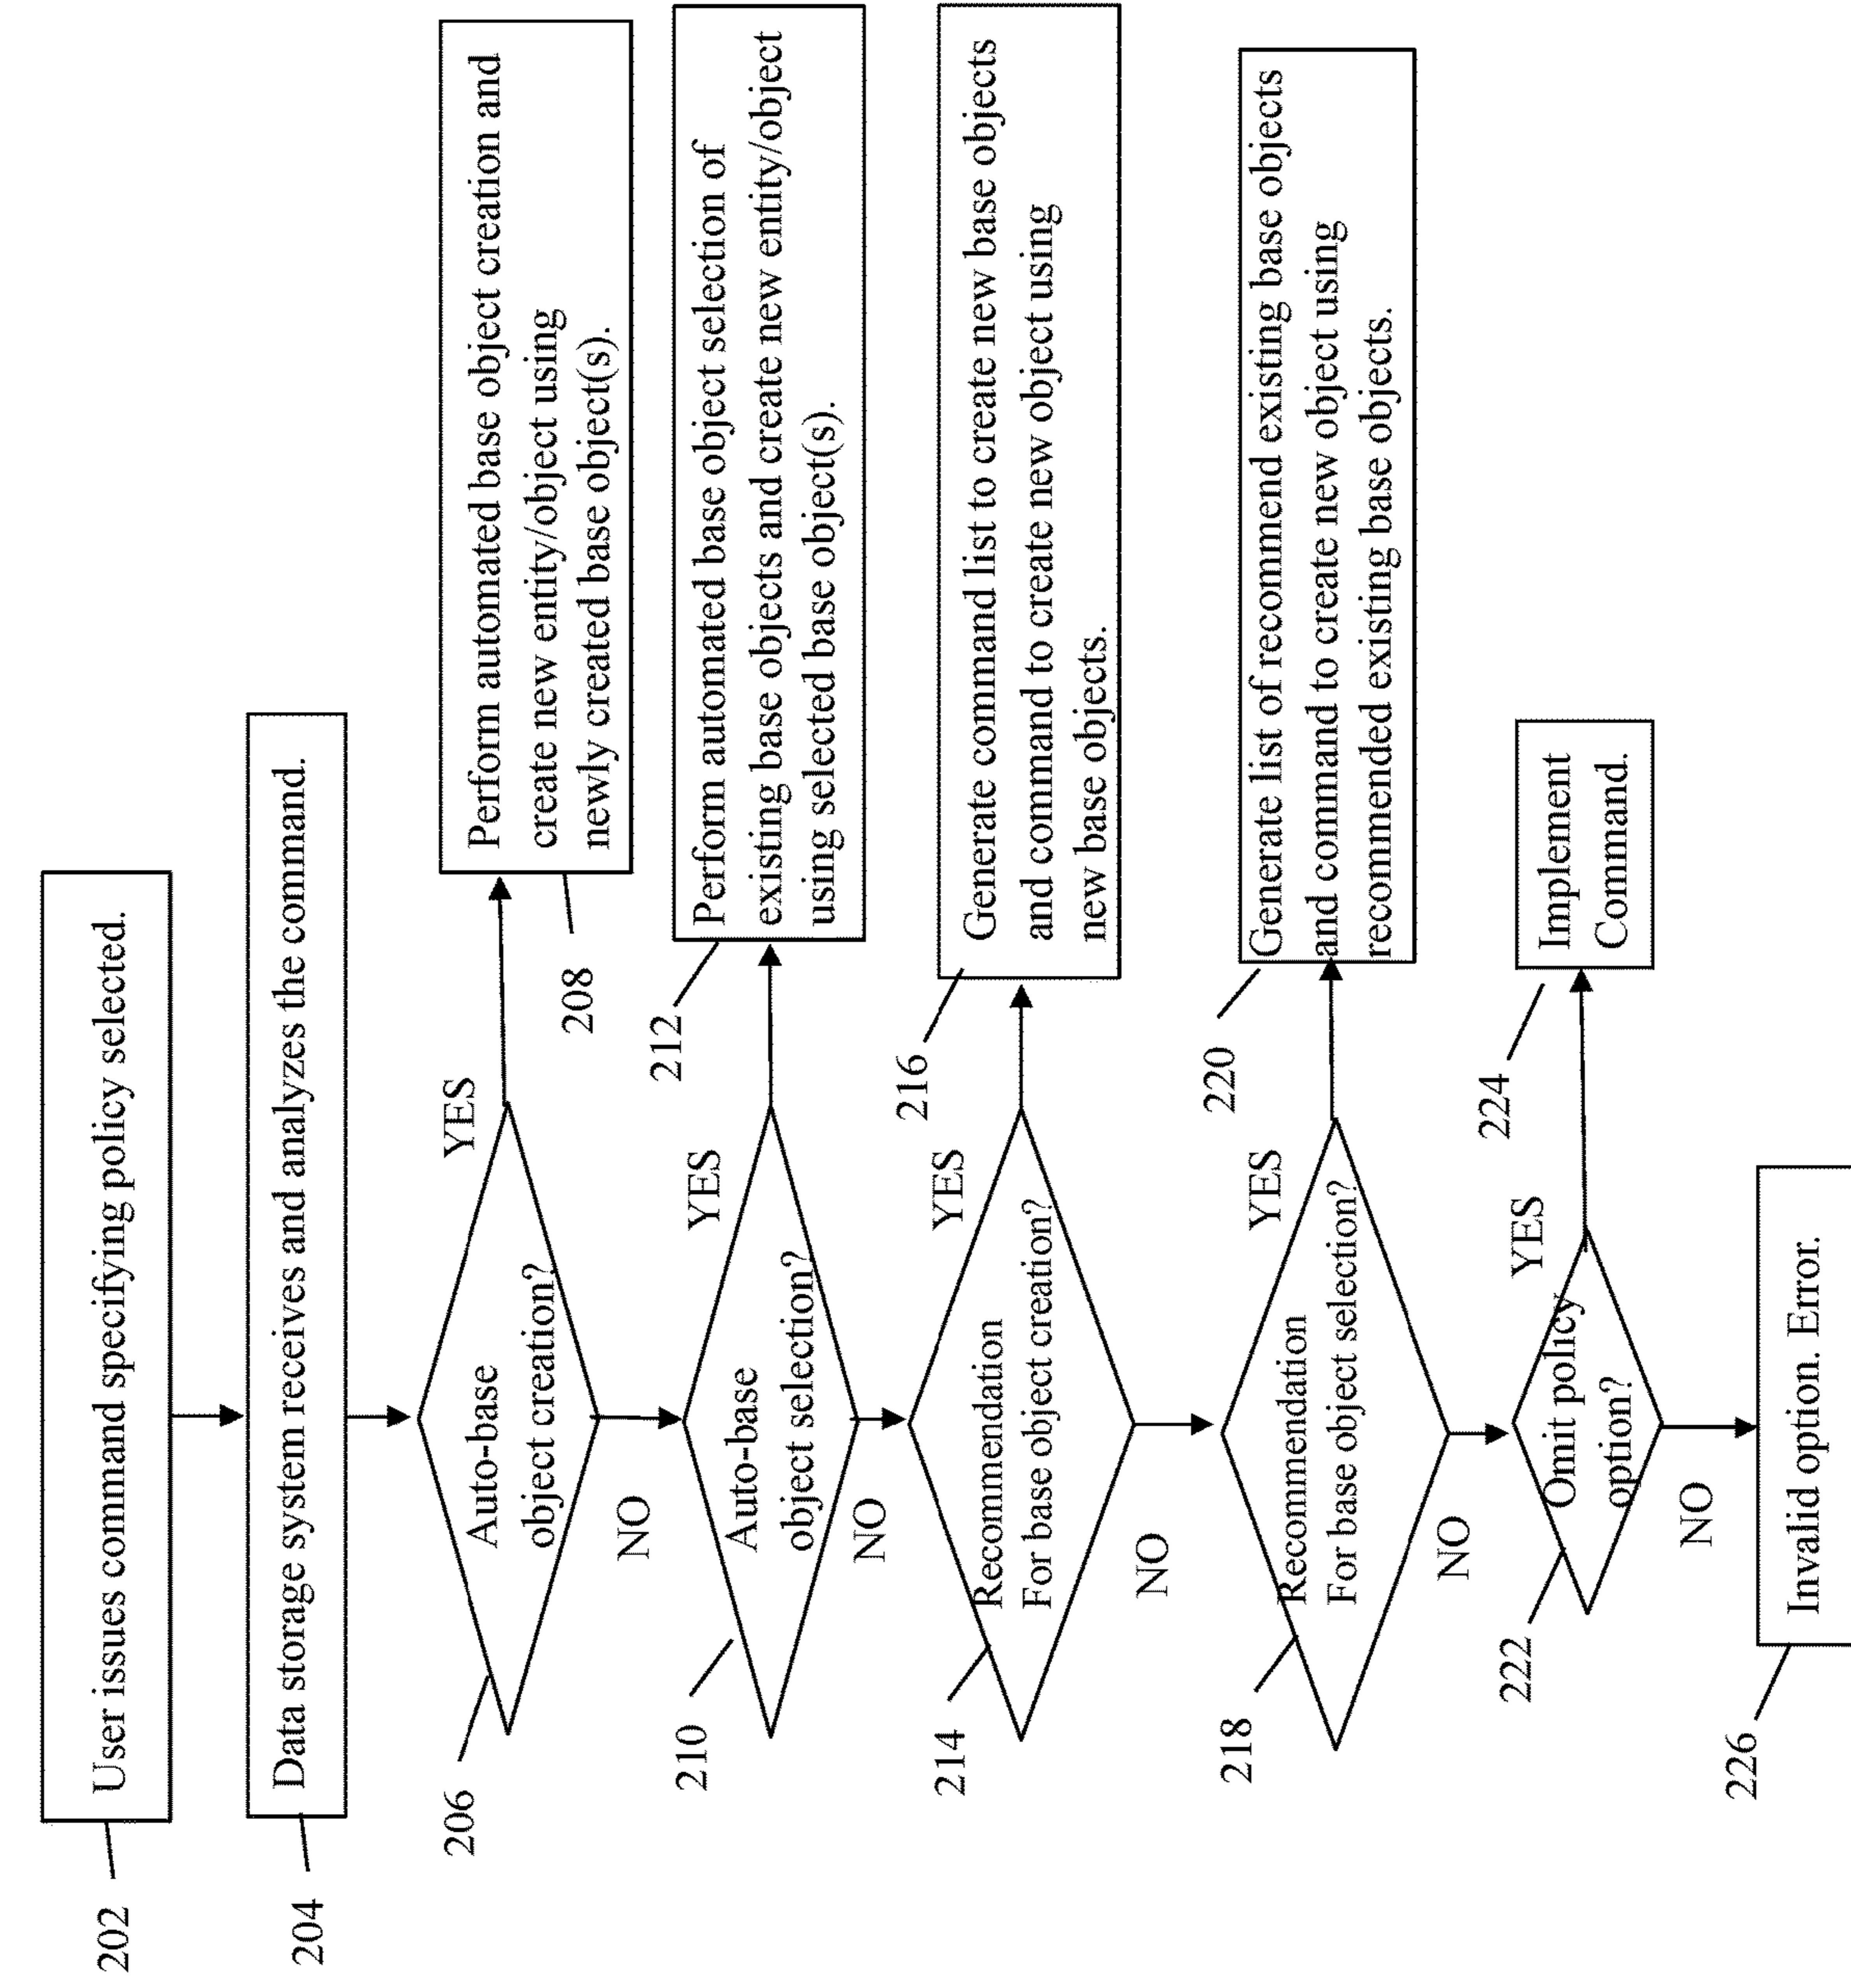 202
User issues command specifying policy selected.
204
Data storage system receives and analyzes the command.
206
Auto-base
object creation?
YES
NO
208
Perform automated base object creation and
create new entity/object using
newly created base object(s).
210
Auto-base
object selection?
YES
NO
212
Perform automated base object selection of
existing base objects and create new entity/object
using selected base object(s).
214
Recommendation
For base object creation?
YES
NO
216
Generate command list to create new base objects
and command to create new object using
new base objects.
218
Recommendation
For base object selection?
YES
NO
220
Generate list of recommend existing base objects
and command to create new object using
recommended existing base objects.
222
Omit policy
option?
YES
NO
224
Implement
Command.
226
Invalid option. Error.